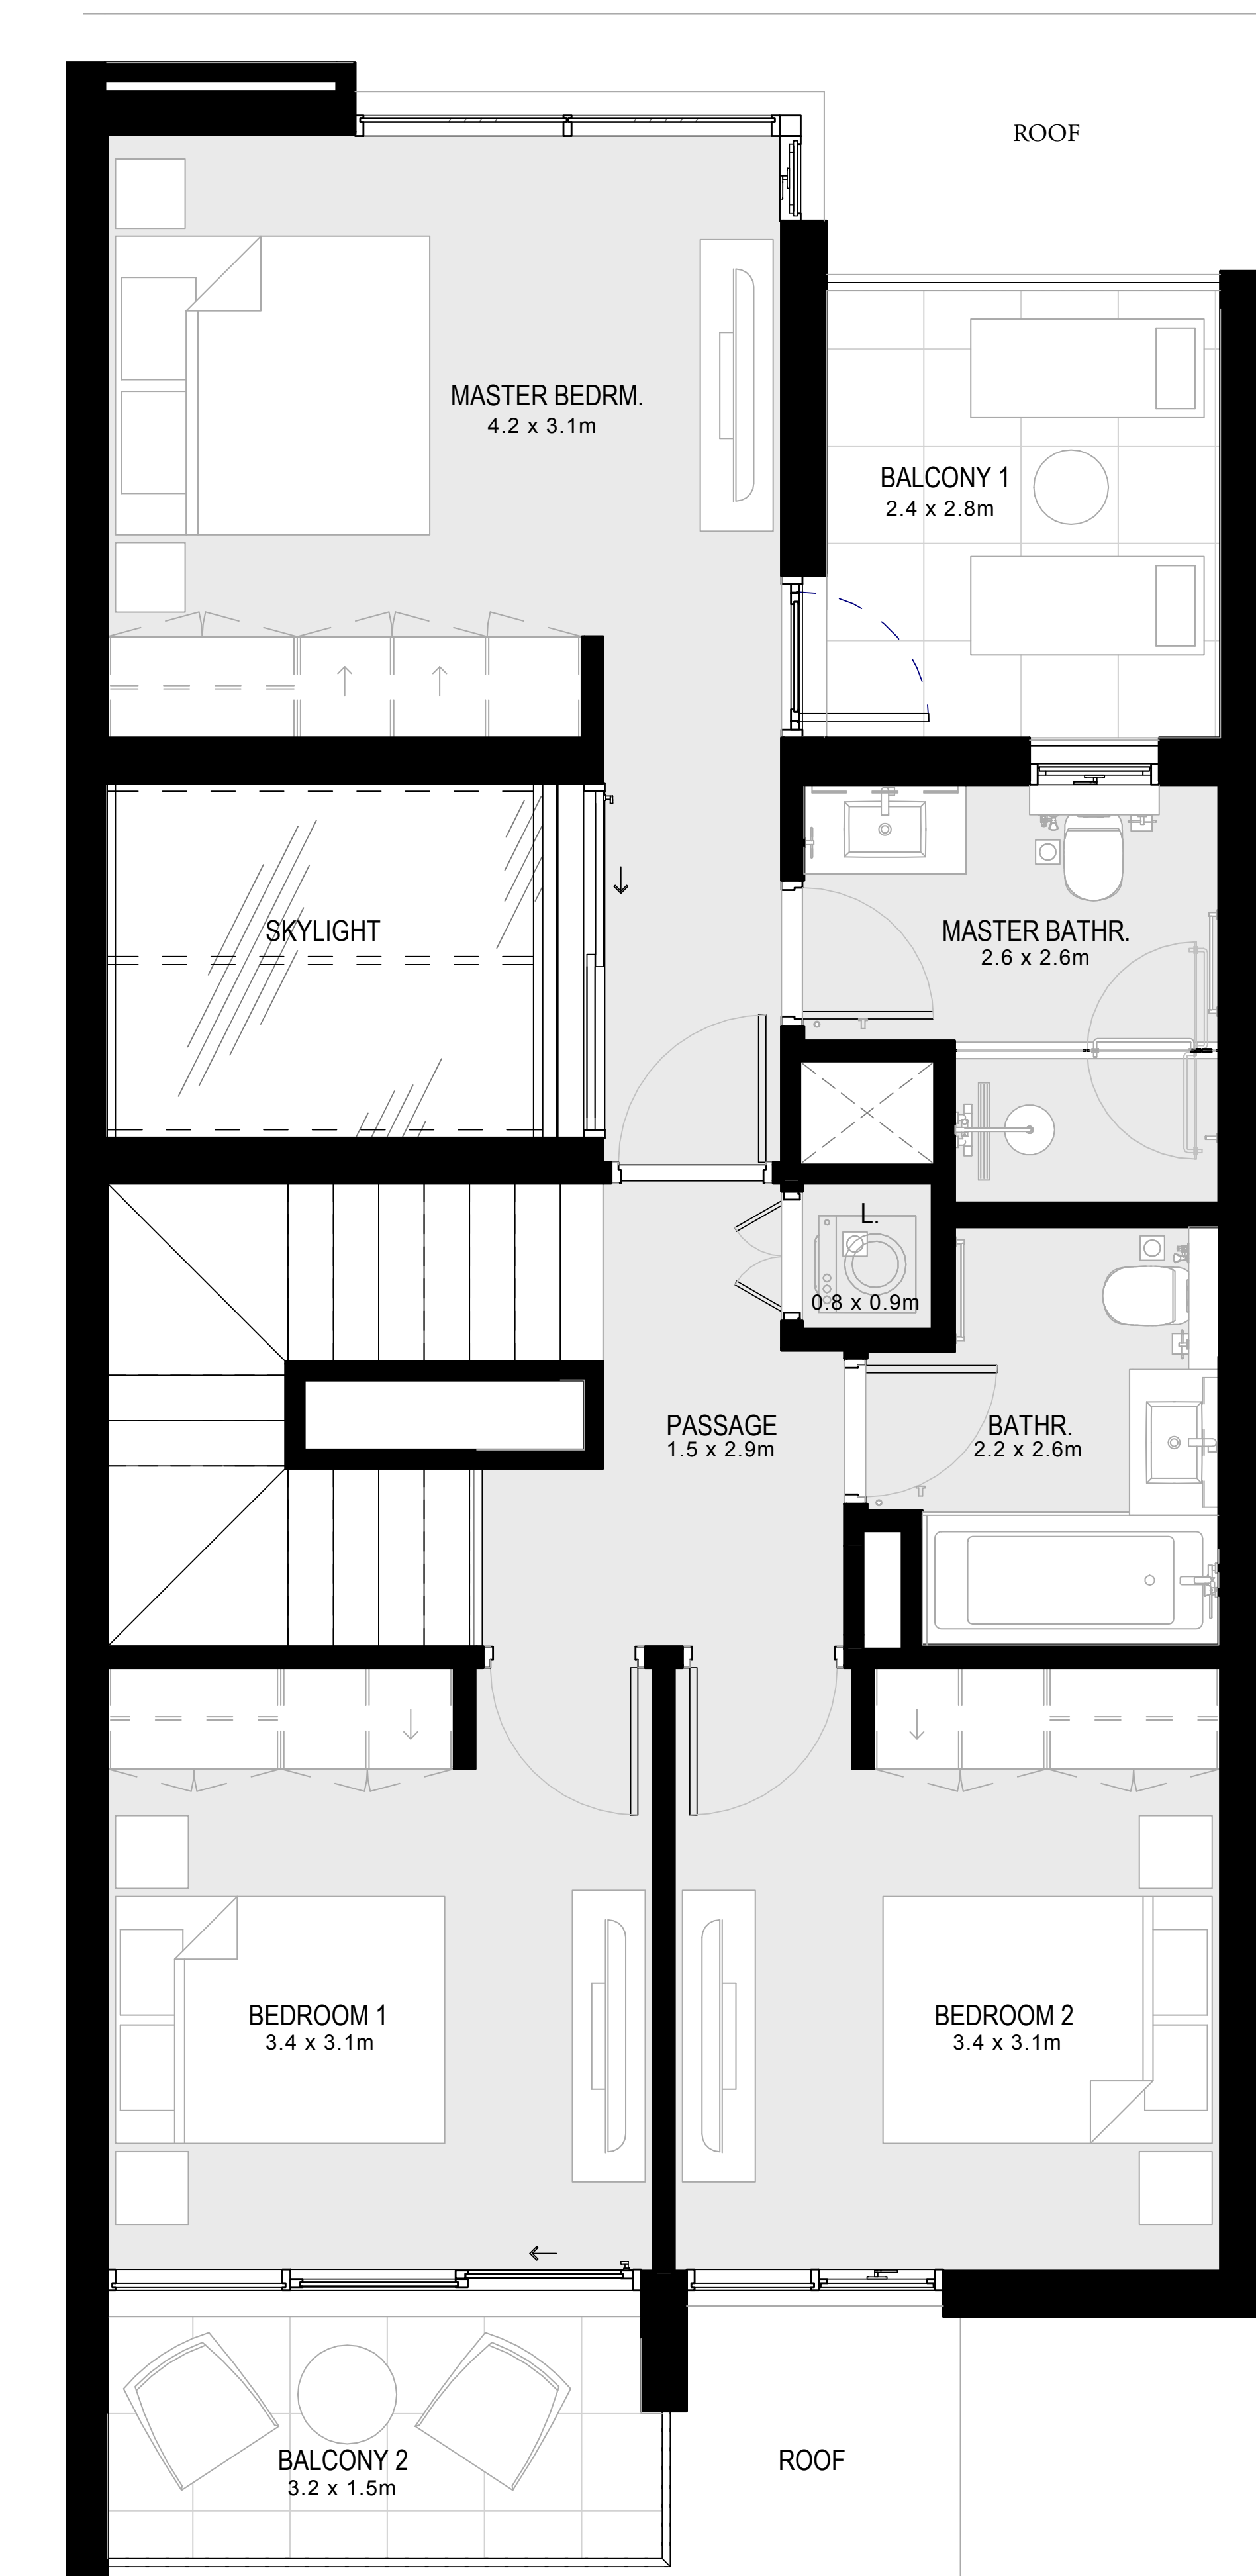 ROOF
MASTER BEDRM.
4.2 x 3.1m
BALCONY 1
2.4 x 2.8m
SKYLIGHT
MASTER BATHR.
2.6 x 2.6m
L.
0.8 x 0.9m
PASSAGE
1.5 x 2.9m
BATHR.
2.2 x 2.6m
BEDROOM 1
3.4 x 3.1m
BEDROOM 2
3.4 x 3.1m
BALCONY 2
3.2 x 1.5m
ROOF